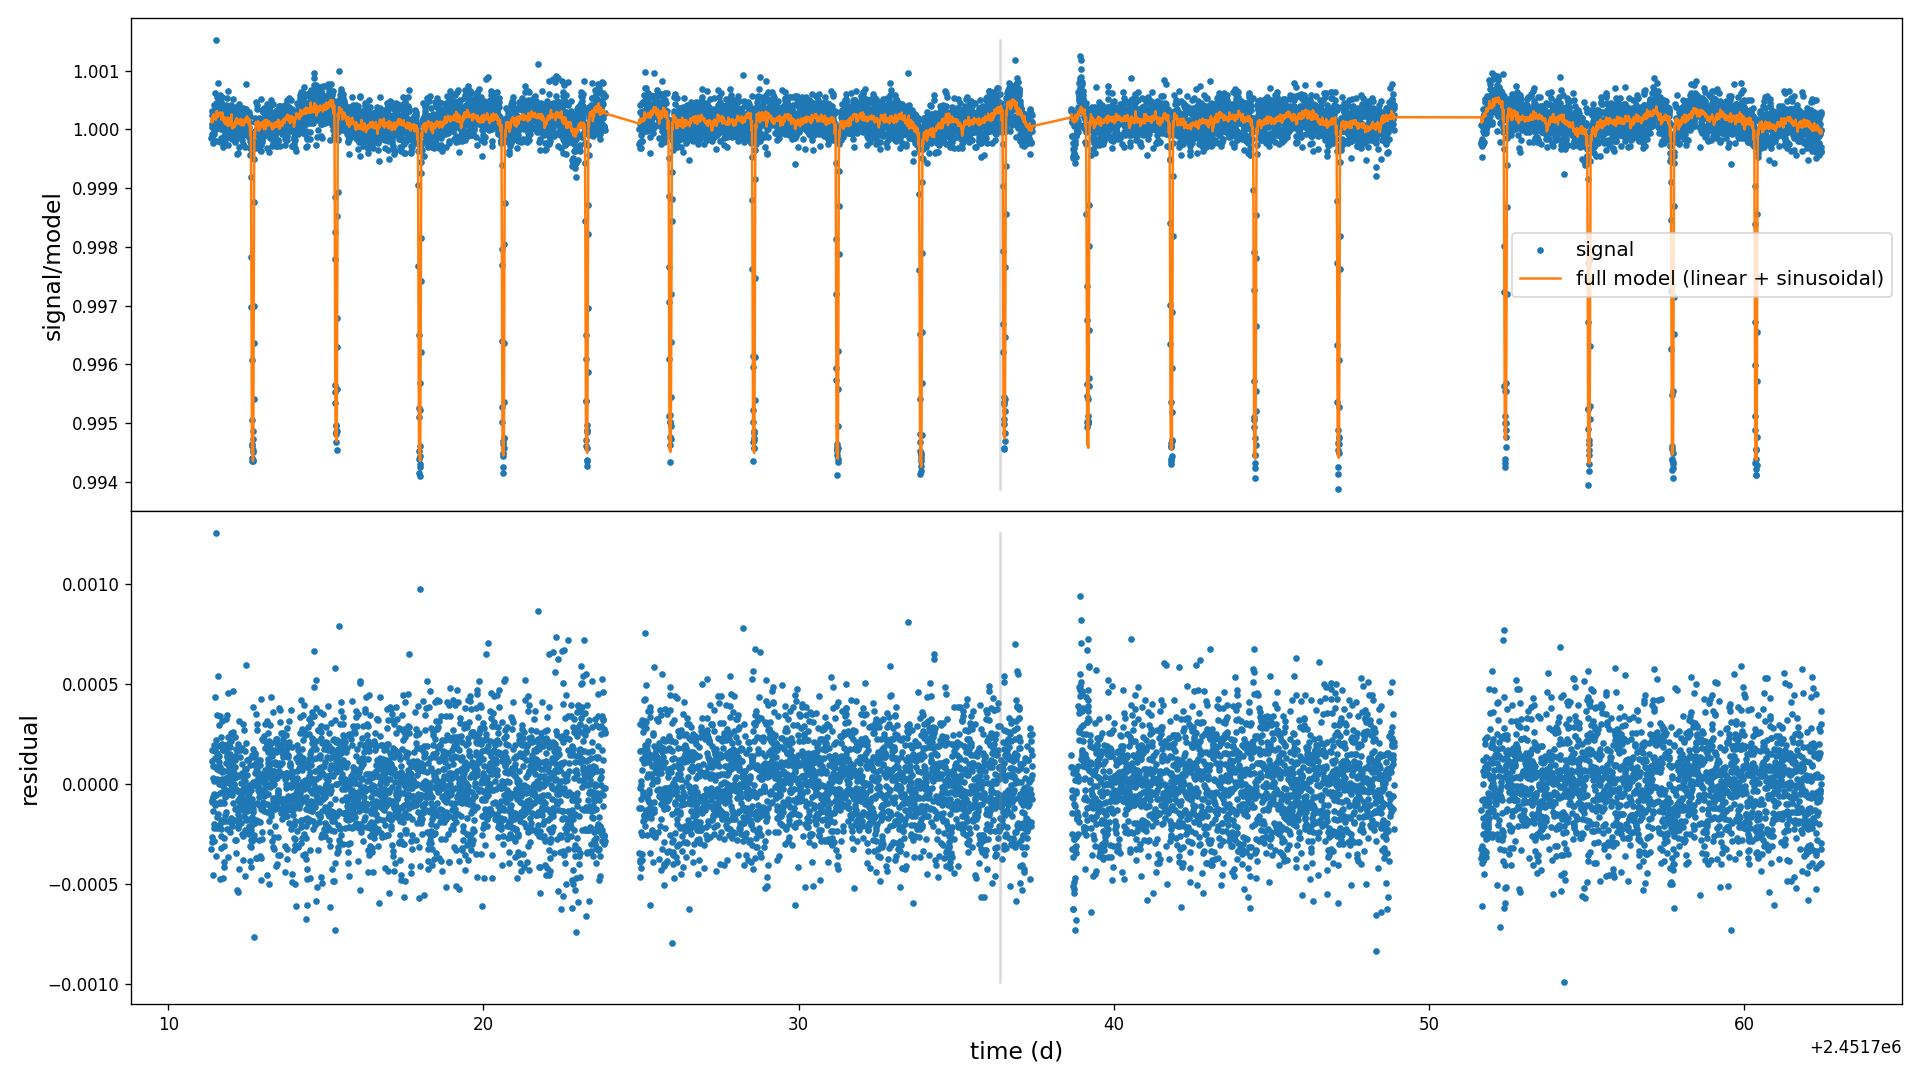 signal/model
1.001
1.000
0.999
0.998
0.997
0.996
0.995
0.994
signal
full model (linear + sinusoidal)
residual
0.0010
0.0005
0.0000
−0.0005
−0.0010
10 20 30 40 50 60
time (d)
+2.4517e6